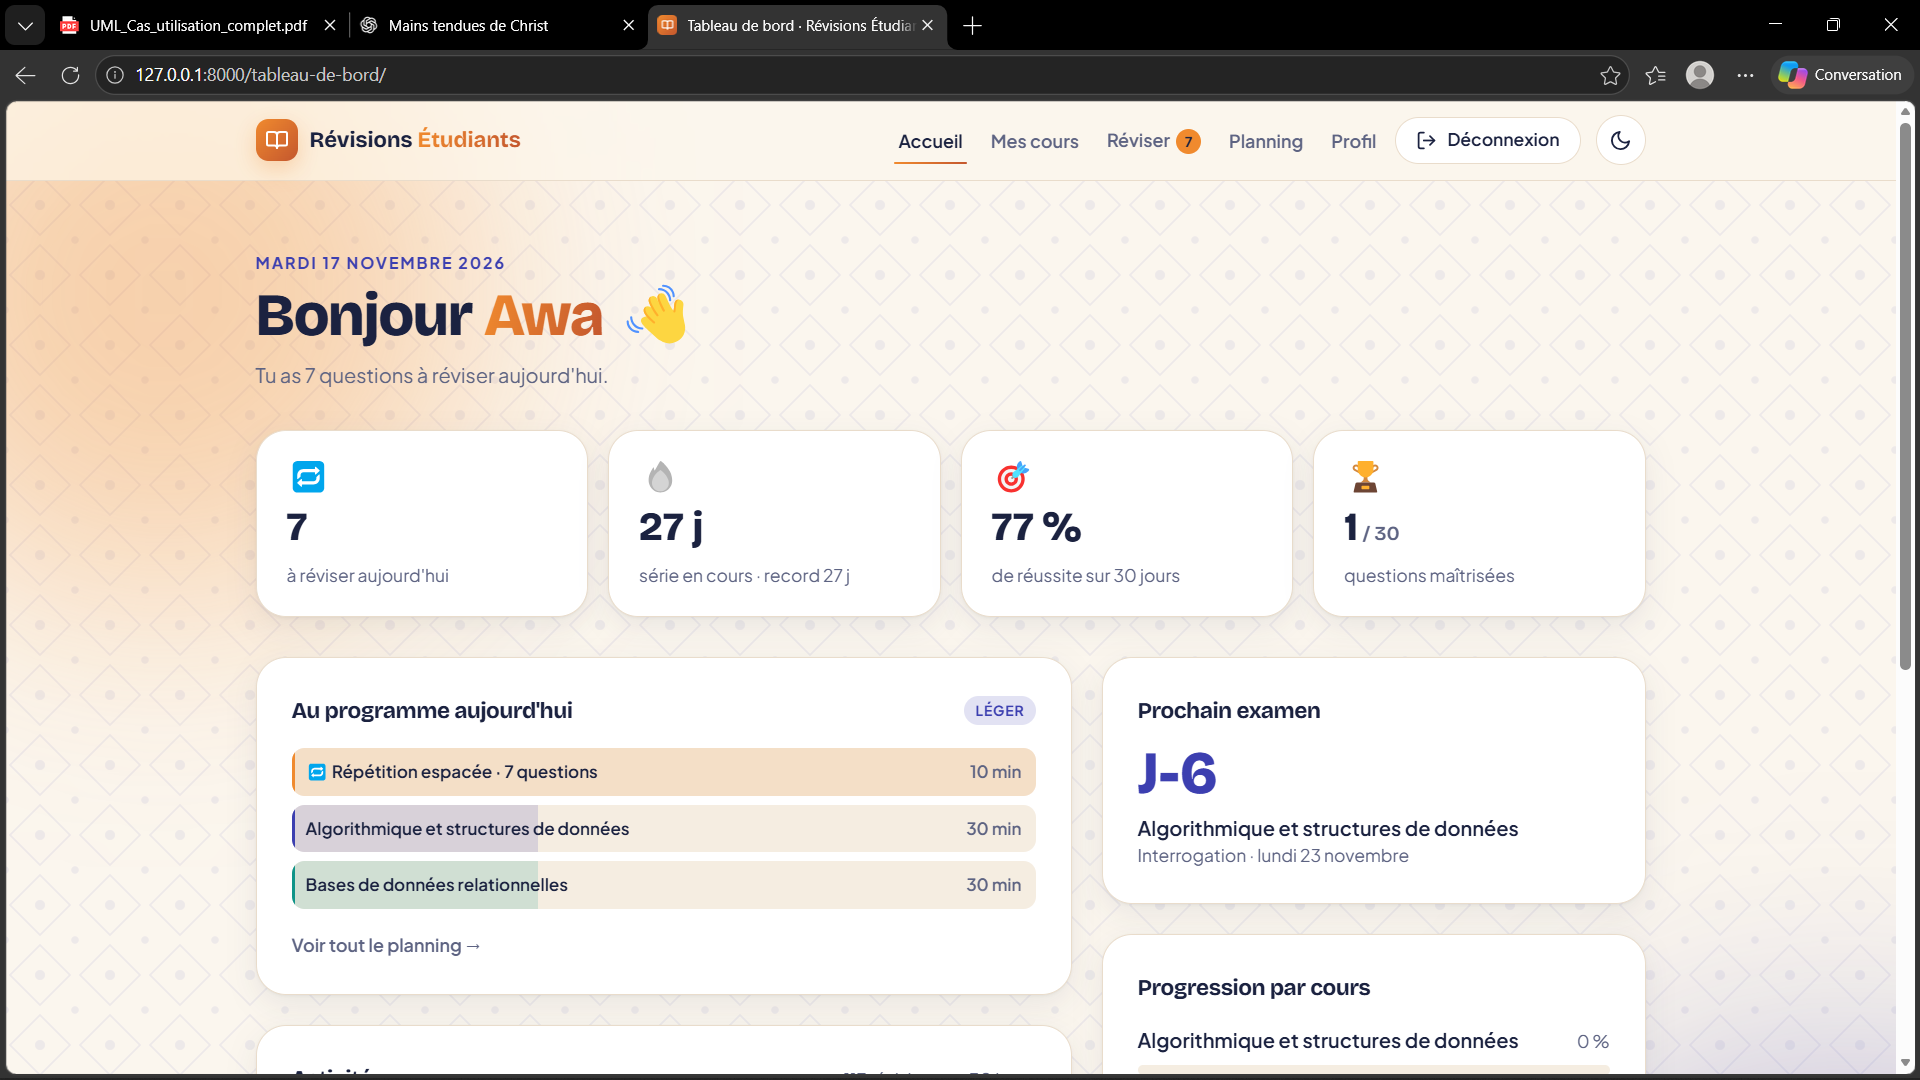 UML_Cas_utilisation_complet.pdf
Mains tendues de Christ
Tableau de bord · Révisions Étudia
127.0.0.1:8000/tableau-de-bord/
Conversation
Révisions Étudiants
Accueil
Mes cours
Réviser 7
Planning
Profil
Déconnexion
MARDI 17 NOVEMBRE 2026
Bonjour Awa
Tu as 7 questions à réviser aujourd'hui.
7
à réviser aujourd'hui
27 j
série en cours · record 27 j
77 %
de réussite sur 30 jours
1 / 30
questions maîtrisées
Au programme aujourd'hui
LÉGER
Répétition espacée · 7 questions
10 min
Algorithmique et structures de données
30 min
Bases de données relationnelles
30 min
Voir tout le planning →
Prochain examen
J-6
Algorithmique et structures de données
Interrogation · lundi 23 novembre
Progression par cours
Algorithmique et structures de données
0 %